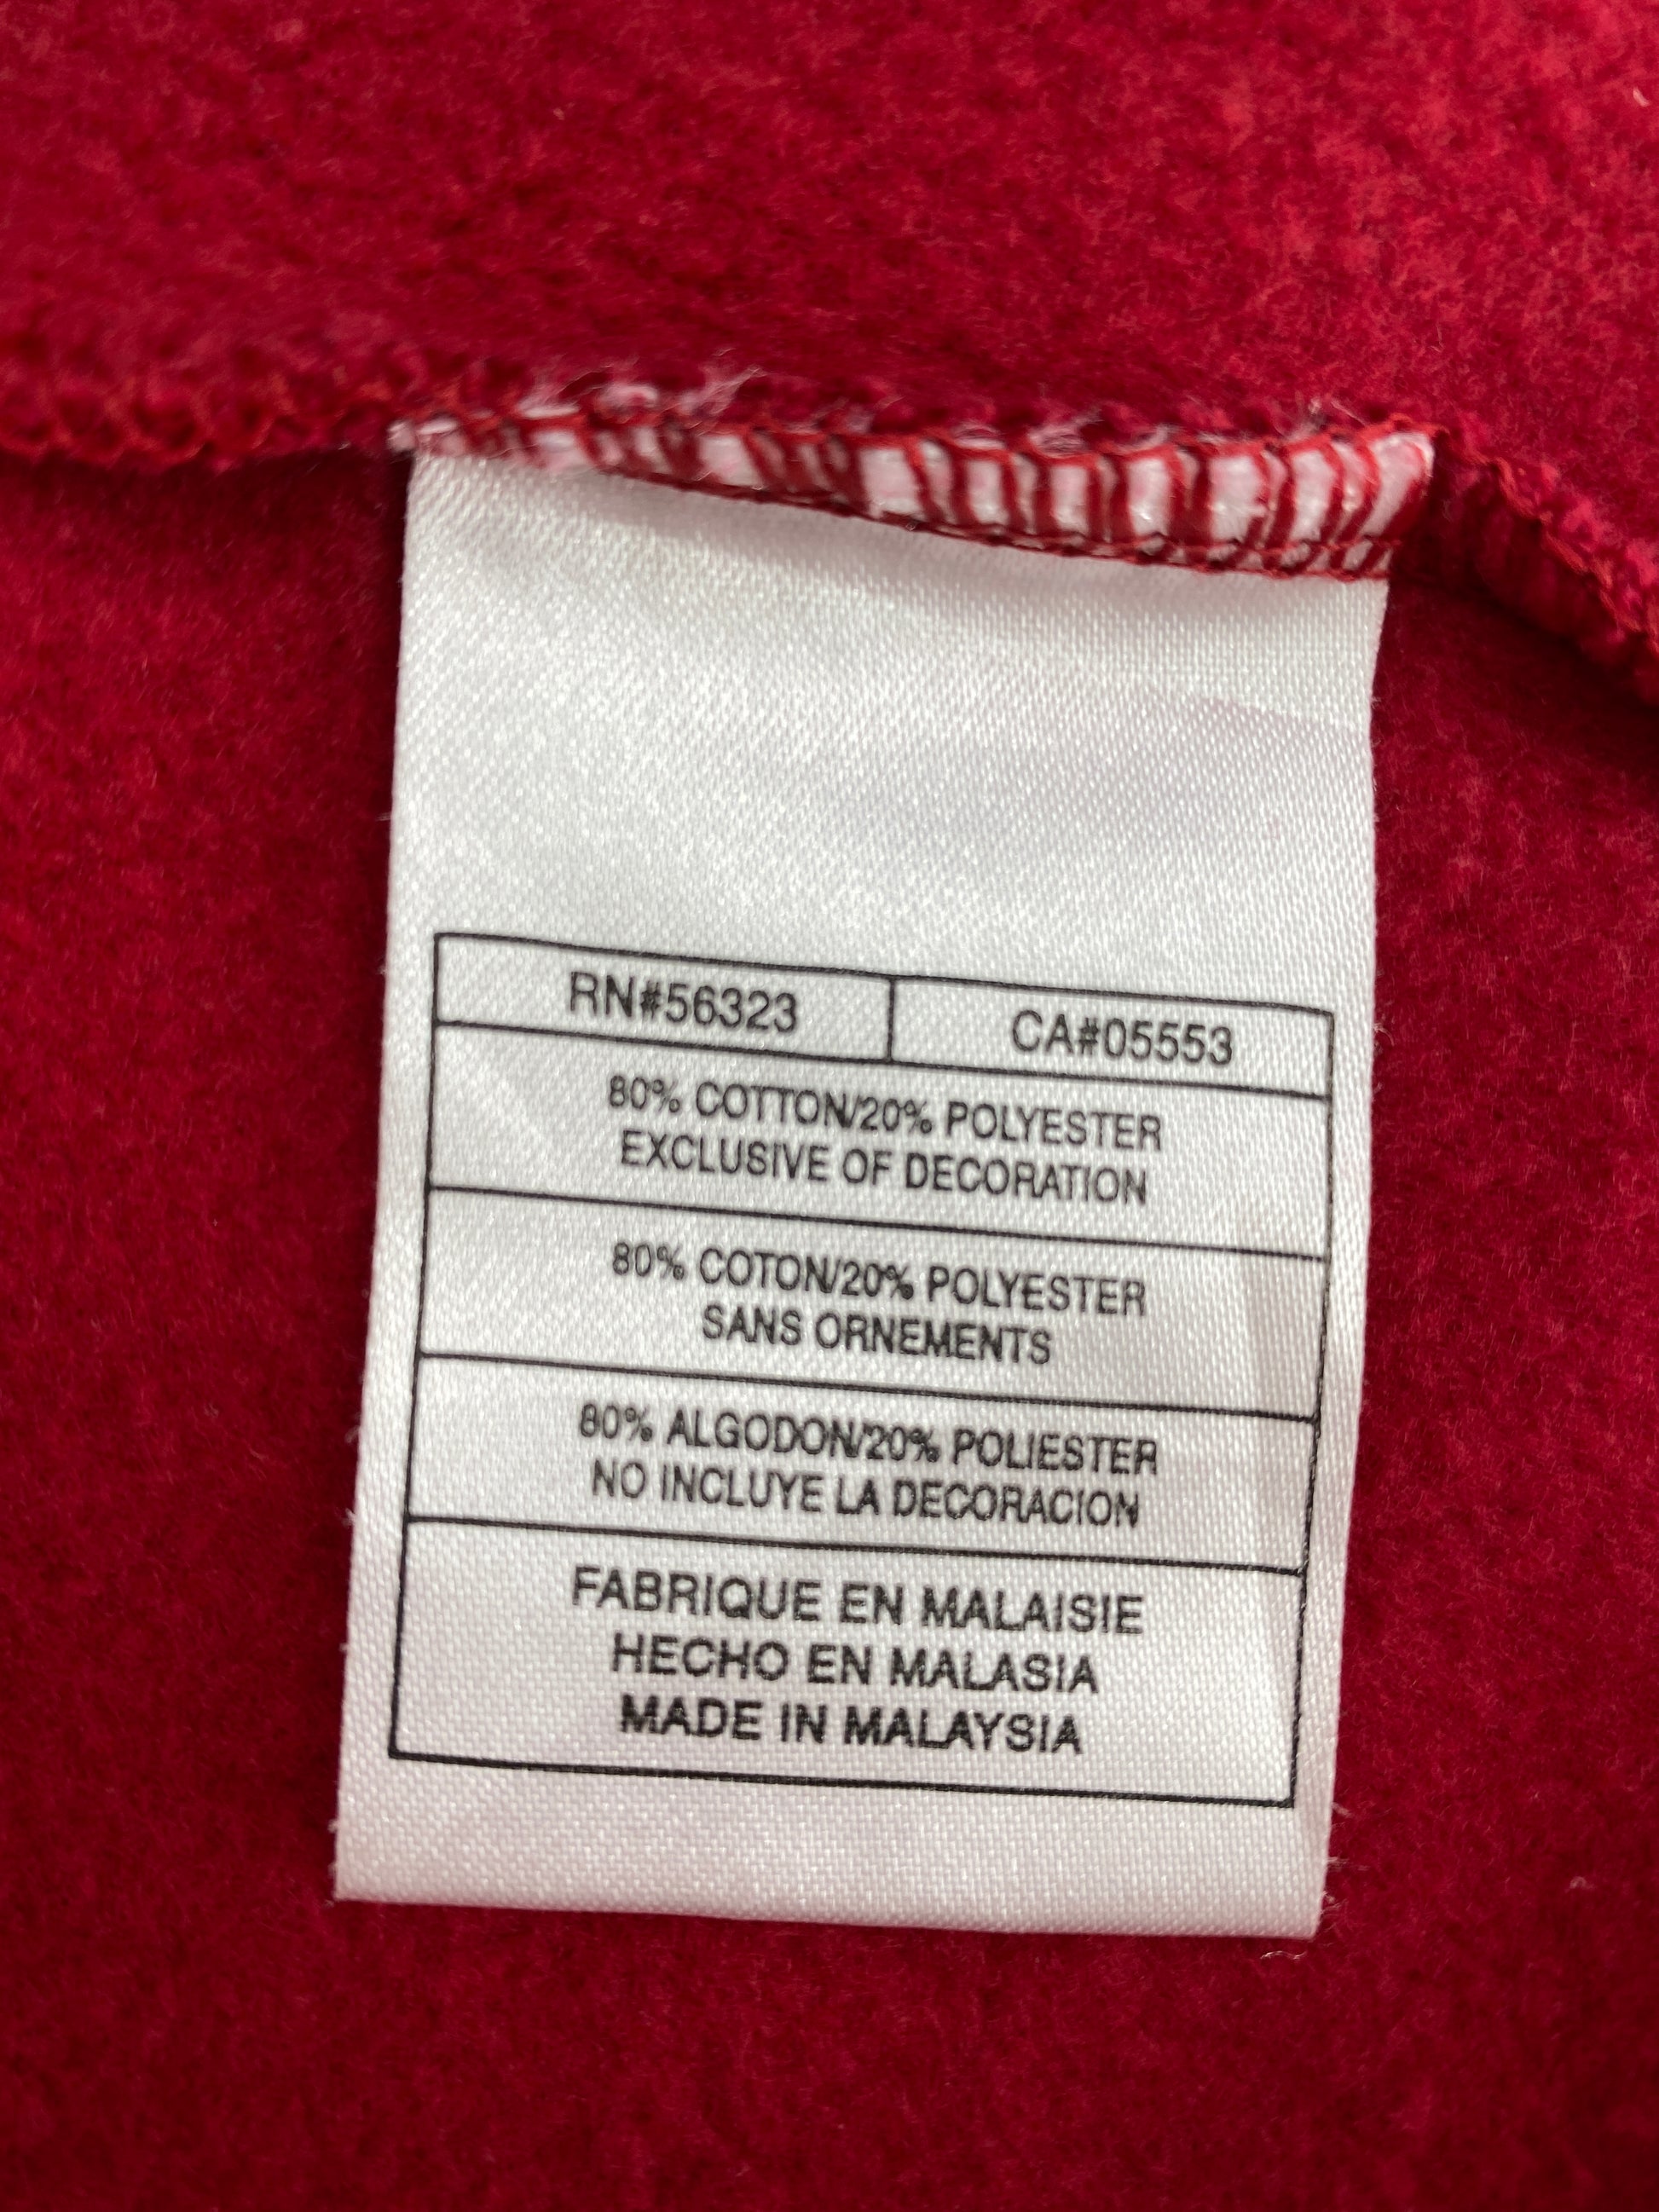 RN#56323 CA#05553
80% COTTON/20% POLYESTER
EXCLUSIVE OF DECORATION
80% COTON/20% POLYESTER
SANS ORNEMENTS
80% ALGODON/20% POLIESTER
NO INCLUYE LA DECORACION
FABRIQUE EN MALAISIE
HECHO EN MALASIA
MADE IN MALAYSIA